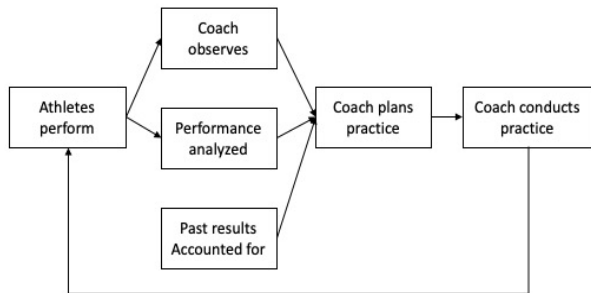 Coach
observes
Athletes
perform
Performance
analyzed
Coach plans
practice
Coach conducts
practice
Past results
Accounted for